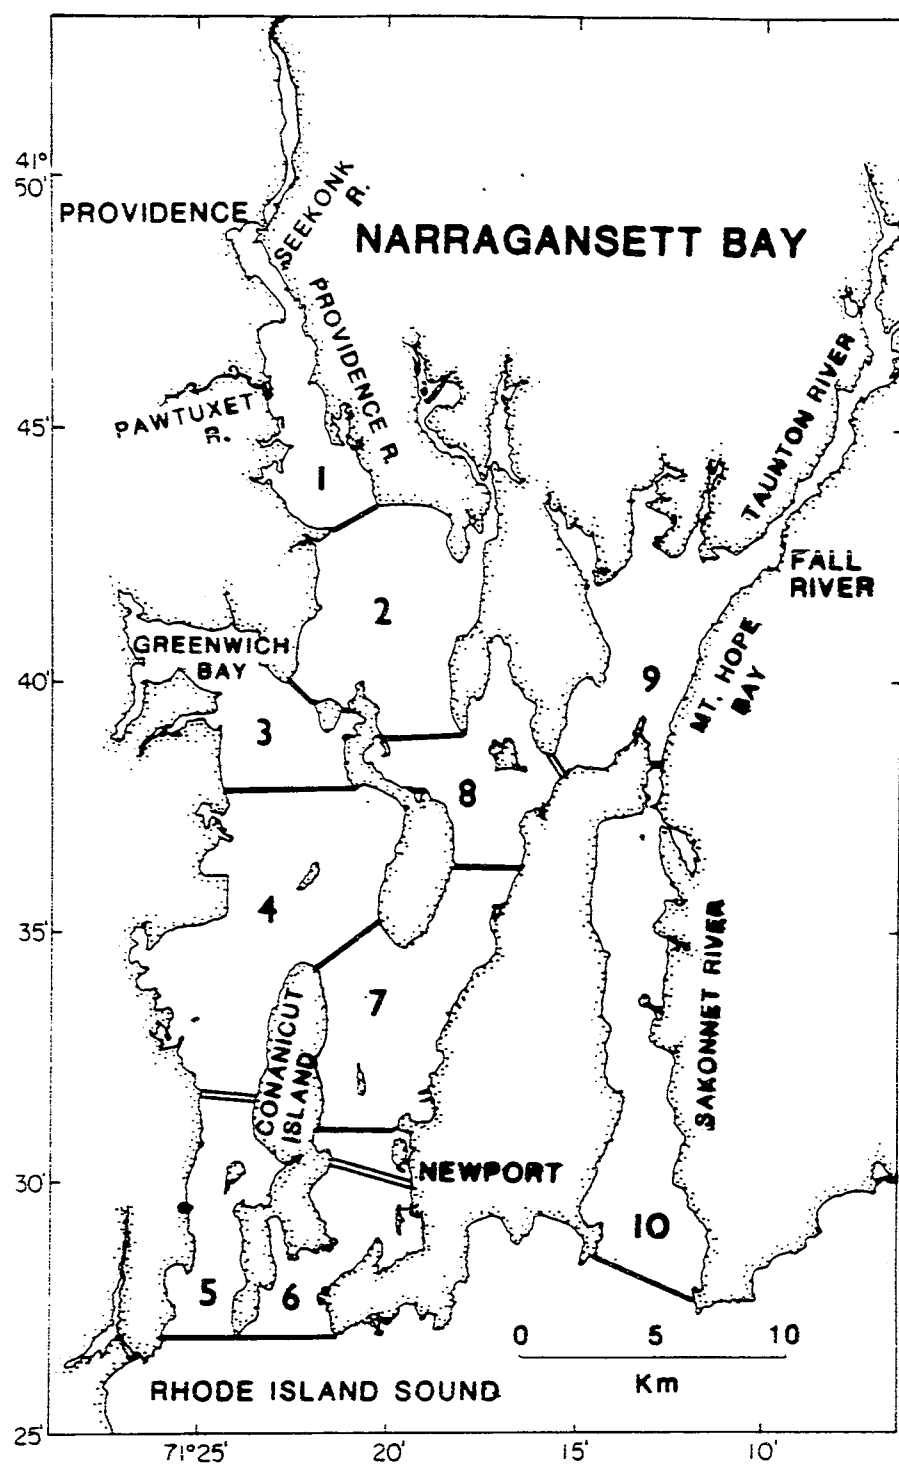 41°
50'
PROVIDENCE
SEEKONK
R.
NARRAGANSETT BAY
PROVIDENCE R.
TAUNTON RIVER
45'
PAWTUXET
R.
1
FALL
RIVER
2
GREENWICH
BAY
MT. HOPE
BAY
40'
9
3
8
4
35'
SAKONNET RIVER
7
CONANICUT
ISLAND
30'
NEWPORT
10
5
6
0 5 10
Km
RHODE ISLAND SOUND
25'
71°25' 20' 15' 10'